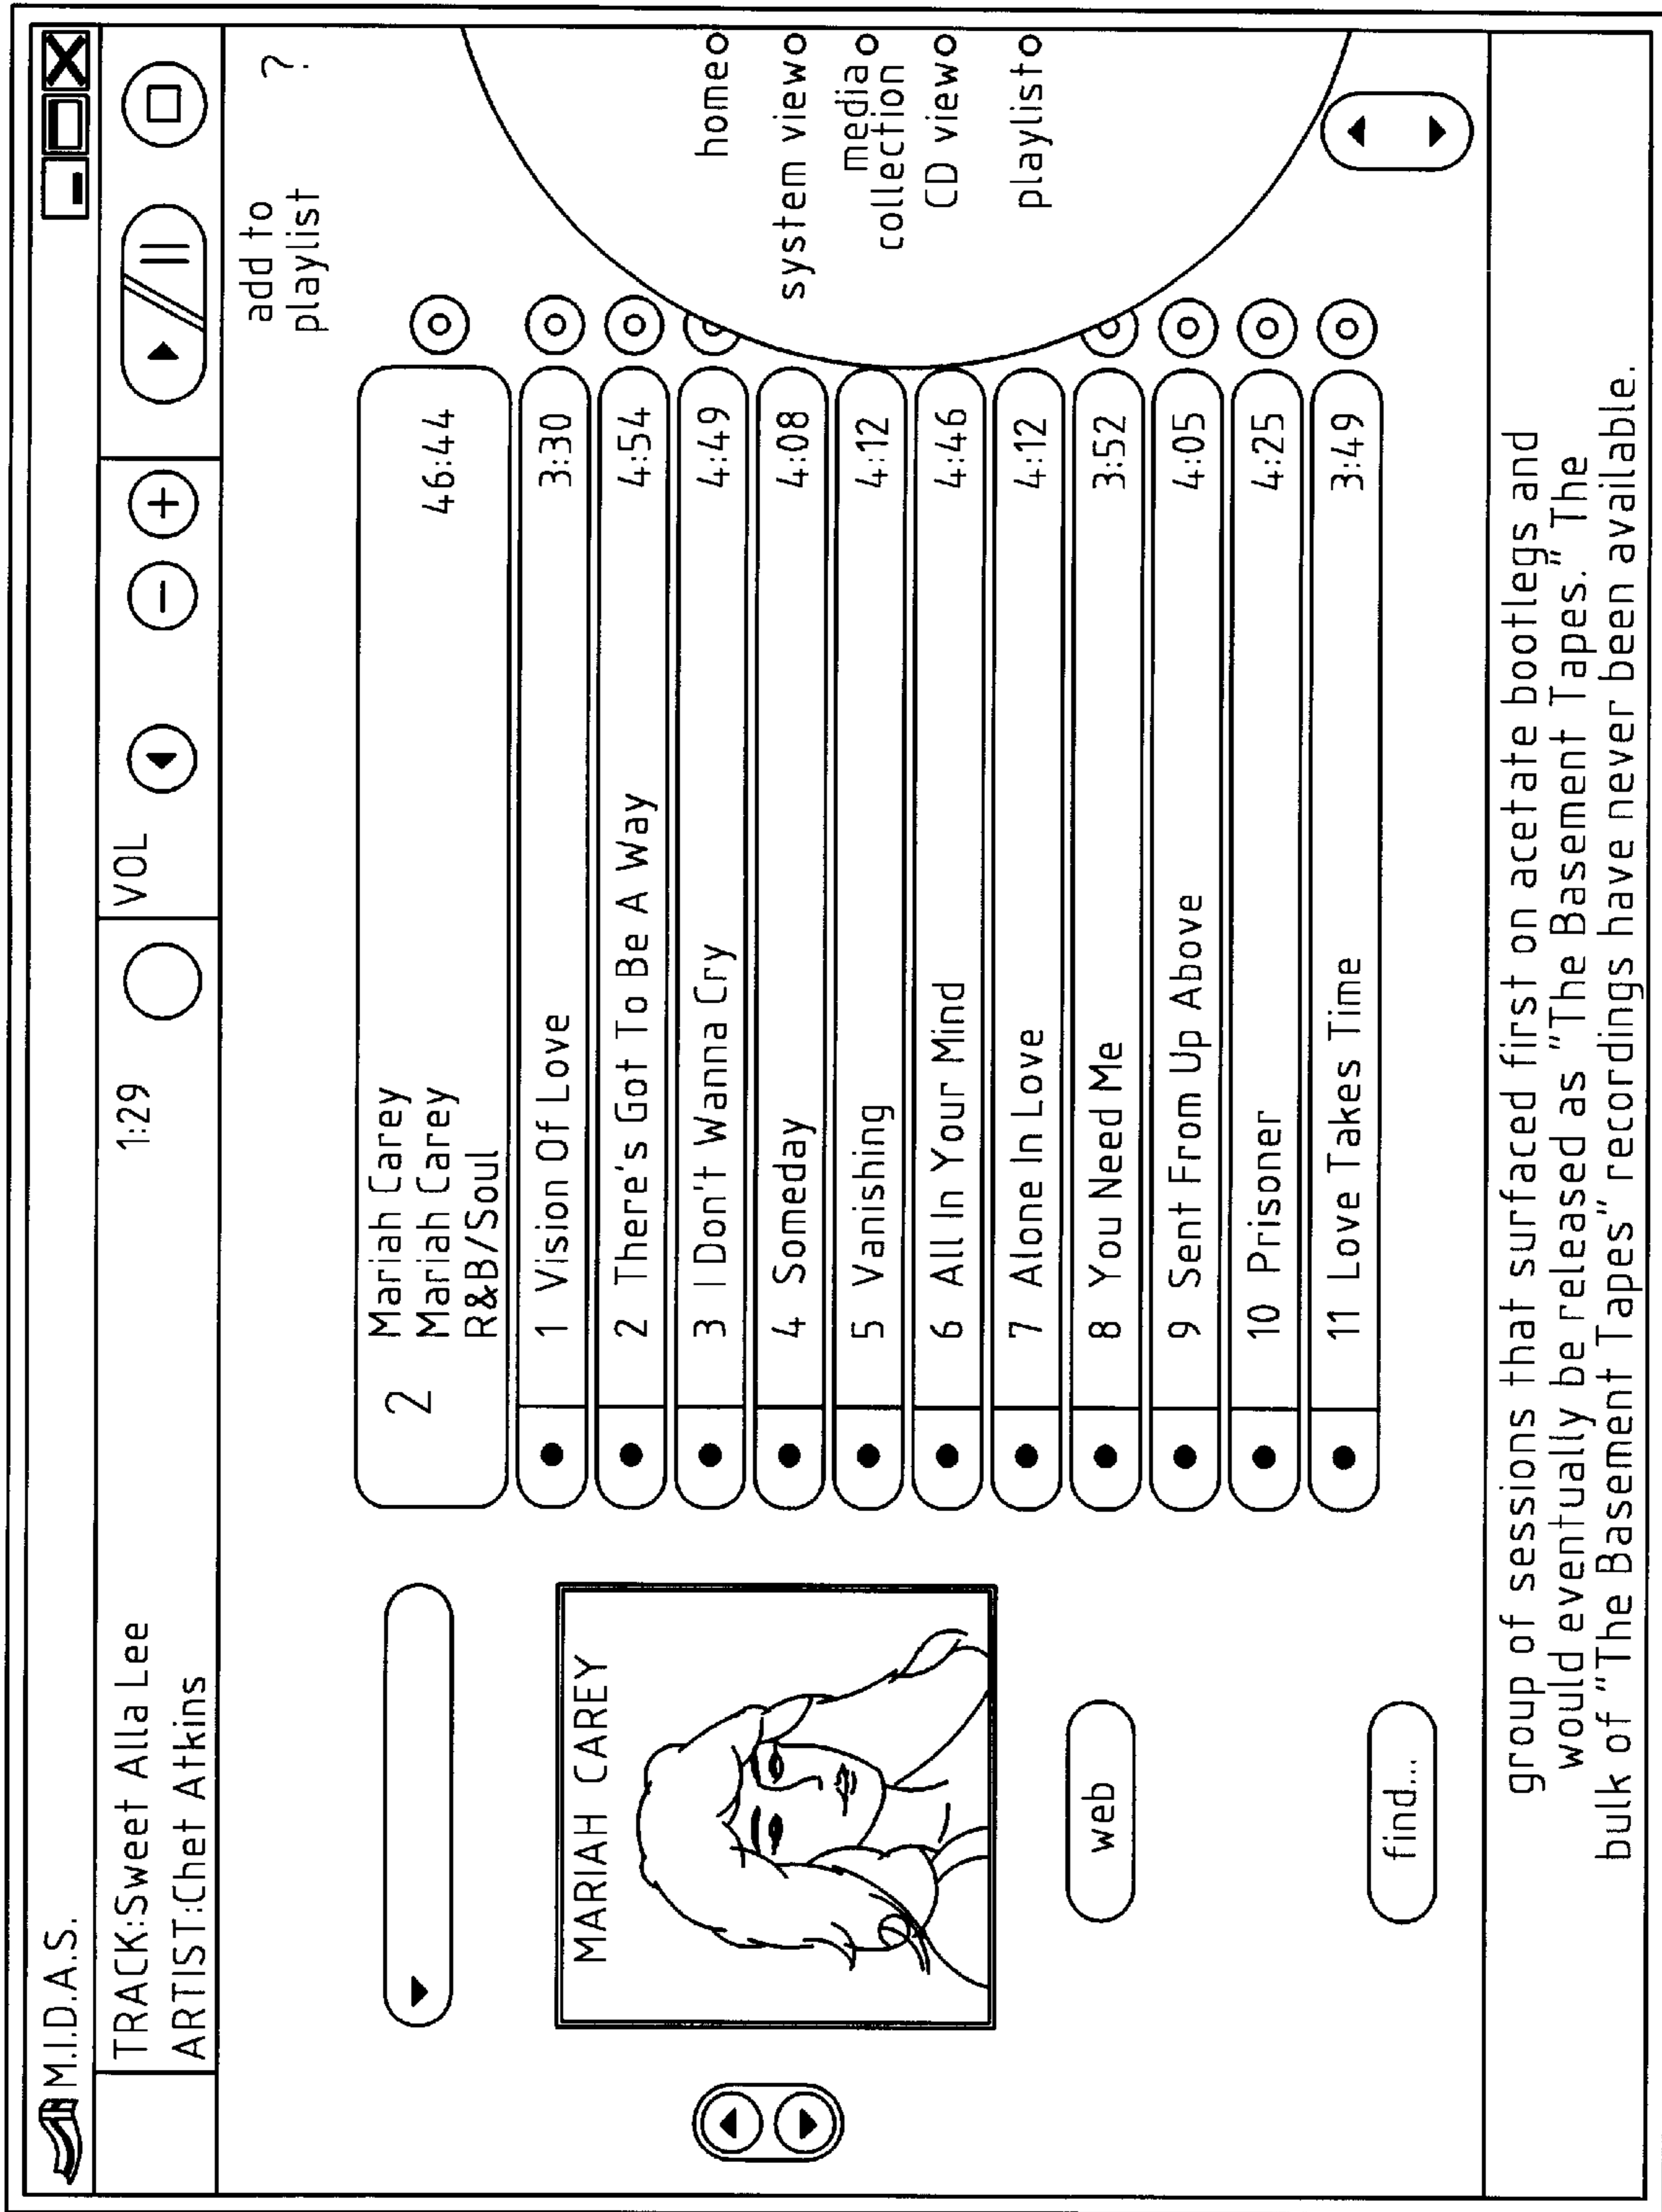 M.I.D.A.S.
TRACK:Sweet Alla Lee
ARTIST:Chet Atkins
1:29
VOL
add to
playlist
?
2 Mariah Carey
Mariah Carey 46:44
R&B/Soul
1 Vision Of Love 3:30
2 There's Got To Be A Way 4:54
3 I Don't Wanna Cry 4:49
4 Someday 4:08
5 Vanishing 4:12
6 All In Your Mind 4:46
7 Alone In Love 4:12
8 You Need Me 3:52
9 Sent From Up Above 4:05
10 Prisoner 4:25
11 Love Takes Time 3:49
MARIAH CAREY
web
find...
home
system view
media
collection
CD view
playlist
group of sessions that surfaced first on acetate bootlegs and
would eventually be released as "The Basement Tapes." The
bulk of "The Basement Tapes" recordings have never been available.